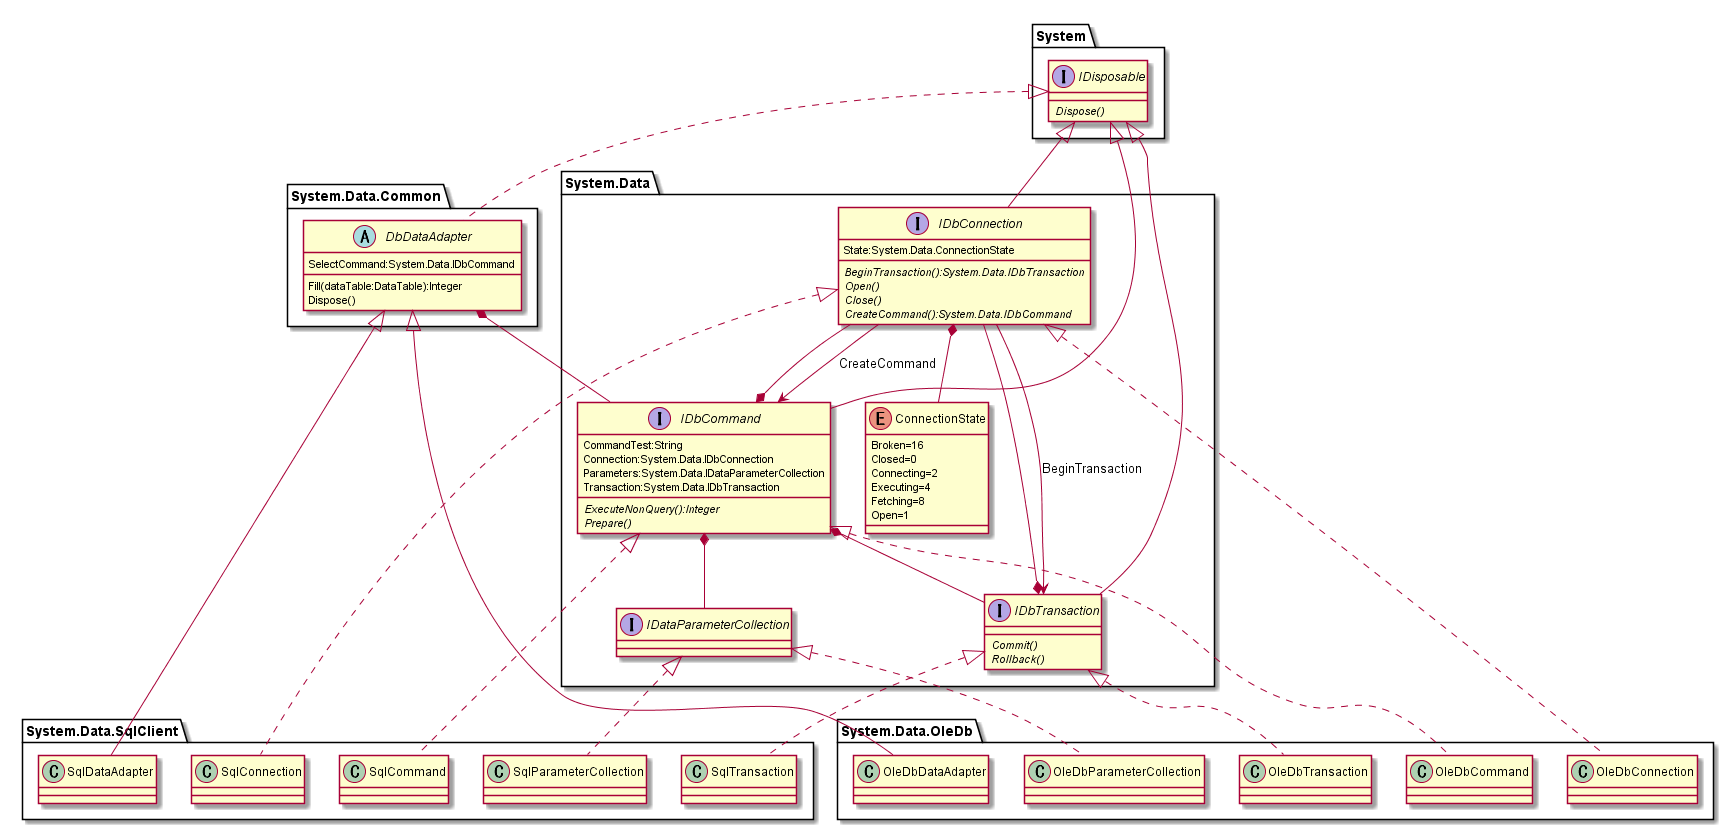 System
I IDisposable
Dispose()
System.Data.Common
A DbDataAdapter
SelectCommand:System.Data.IDbCommand
Fill(dataTable:DataTable):Integer
Dispose()
System.Data
I IDbConnection
State:System.Data.ConnectionState
BeginTransaction():System.Data.IDbTransaction
Open()
Close()
CreateCommand():System.Data.IDbCommand
CreateCommand
I IDbCommand
CommandTest:String
Connection:System.Data.IDbConnection
Parameters:System.Data.IDataParameterCollection
Transaction:System.Data.IDbTransaction
ExecuteNonQuery():Integer
Prepare()
E ConnectionState
Broken=16
Closed=0
Connecting=2
Executing=4
Fetching=8
Open=1
BeginTransaction
I IDataParameterCollection
I IDbTransaction
Commit()
Rollback()
System.Data.SqlClient
C SqlDataAdapter
C SqlConnection
C SqlCommand
C SqlParameterCollection
C SqlTransaction
System.Data.OleDb
C OleDbDataAdapter
C OleDbParameterCollection
C OleDbTransaction
C OleDbCommand
C OleDbConnection